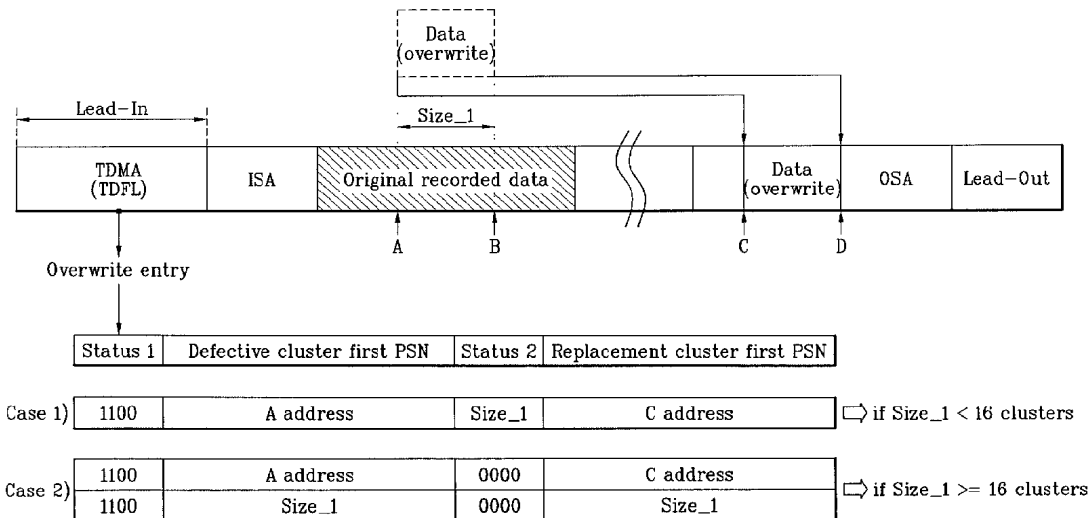 Data
(overwrite)
Lead-In
Size_1
TDMA
(TDFL)
ISA
Original recorded data
Data
(overwrite)
OSA
Lead-Out
A
B
C
D
Overwrite entry
Status 1 Defective cluster first PSN Status 2 Replacement cluster first PSN
Case 1) 1100 A address Size_1 C address if Size_1 < 16 clusters
Case 2) 1100 A address 0000 C address if Size_1 >= 16 clusters
1100 Size_1 0000 Size_1